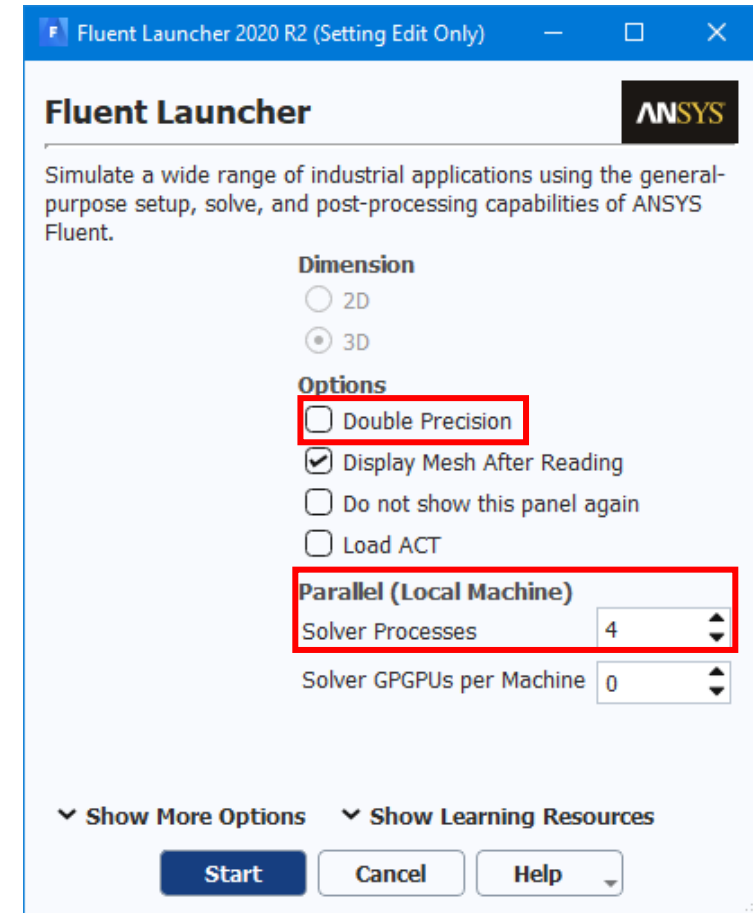 Fluent Launcher 2020 R2 (Setting Edit Only)
Fluent Launcher
ANSYS
Simulate a wide range of industrial applications using the general-
purpose setup, solve, and post-processing capabilities of ANSYS
Fluent.
Dimension
2D
3D
Options
Double Precision
Display Mesh After Reading
Do not show this panel again
Load ACT
Parallel (Local Machine)
Solver Processes 4
Solver GPGPUs per Machine 0
Show More Options Show Learning Resources
Start Cancel Help